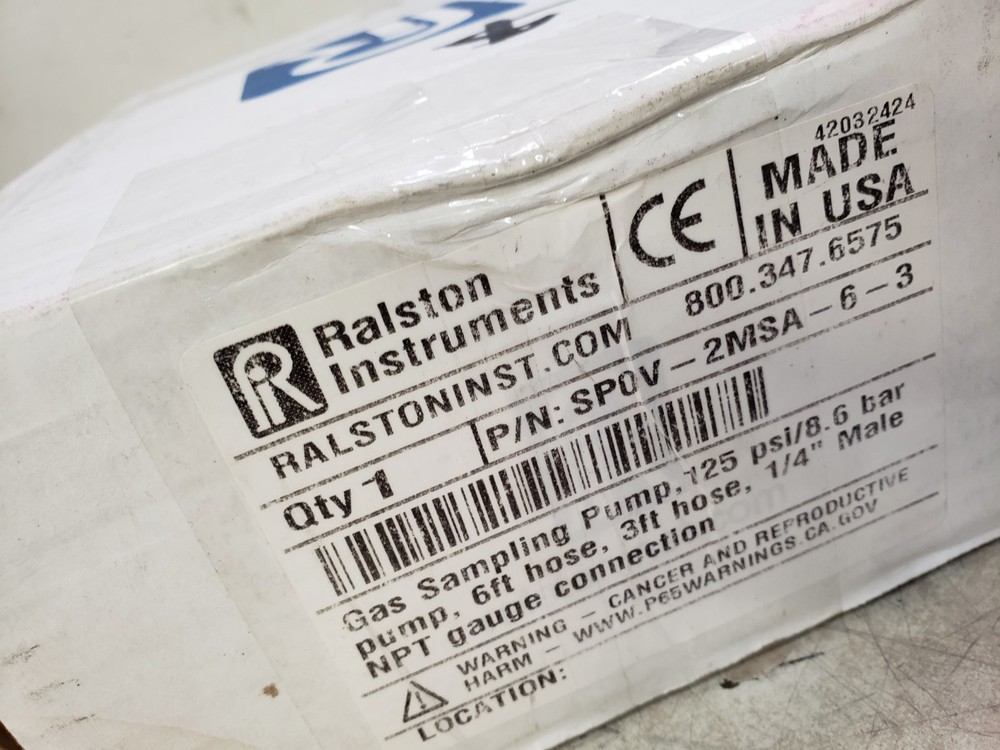 42032424
Ralston
Instruments
CE
MADE
IN USA
RALSTONINST.COM 800.347.6575
Qty 1 P/N: SP0V-2MSA-6-3
Gas Sampling Pump,125 psi/8.6 bar
pump, 6ft hose, 3ft hose, 1/4" Male
NPT gauge connection
WARNING - CANCER AND REPRODUCTIVE
HARM - WWW.P65WARNINGS.CA.GOV
LOCATION: